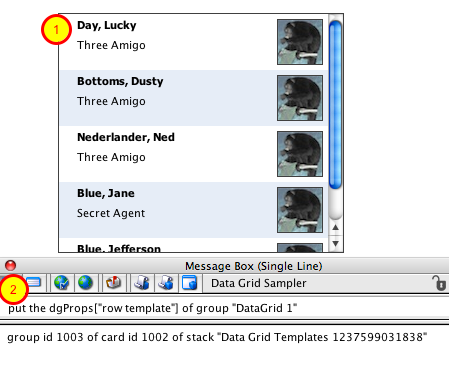 1
Day, Lucky
Three Amigo
Bottoms, Dusty
Three Amigo
Nederlander, Ned
Three Amigo
Blue, Jane
Secret Agent
Blue, Jefferson
Message Box (Single Line)
2
Data Grid Sampler
put the dgProps["row template"] of group "DataGrid 1"
group id 1003 of card id 1002 of stack "Data Grid Templates 1237599031838"